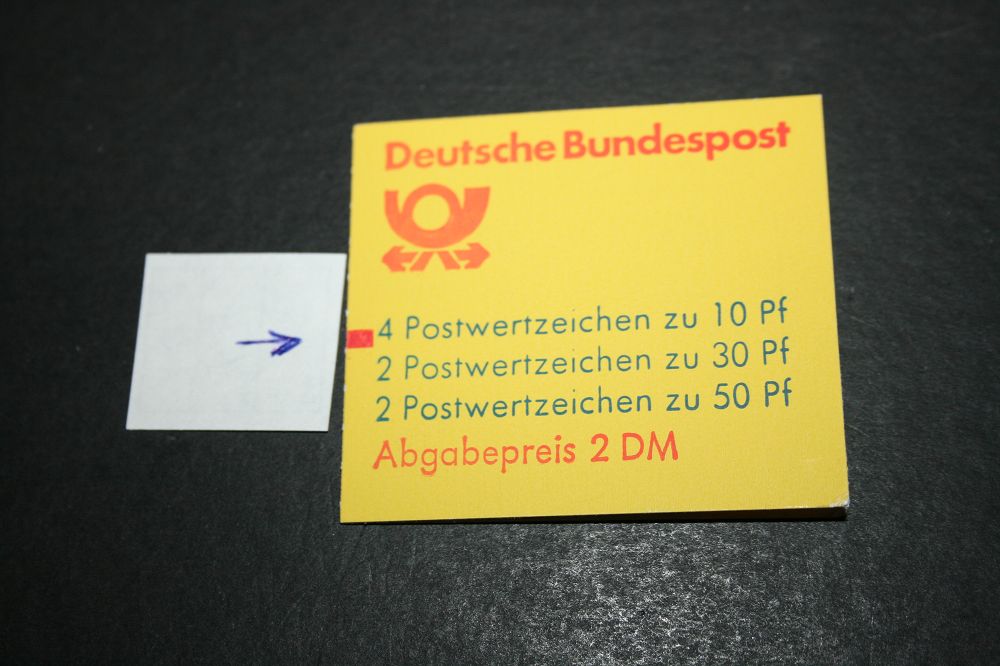 Deutsche Bundespost
4 Postwertzeichen zu 10 Pf
2 Postwertzeichen zu 30 Pf
2 Postwertzeichen zu 50 Pf
Abgabepreis 2 DM